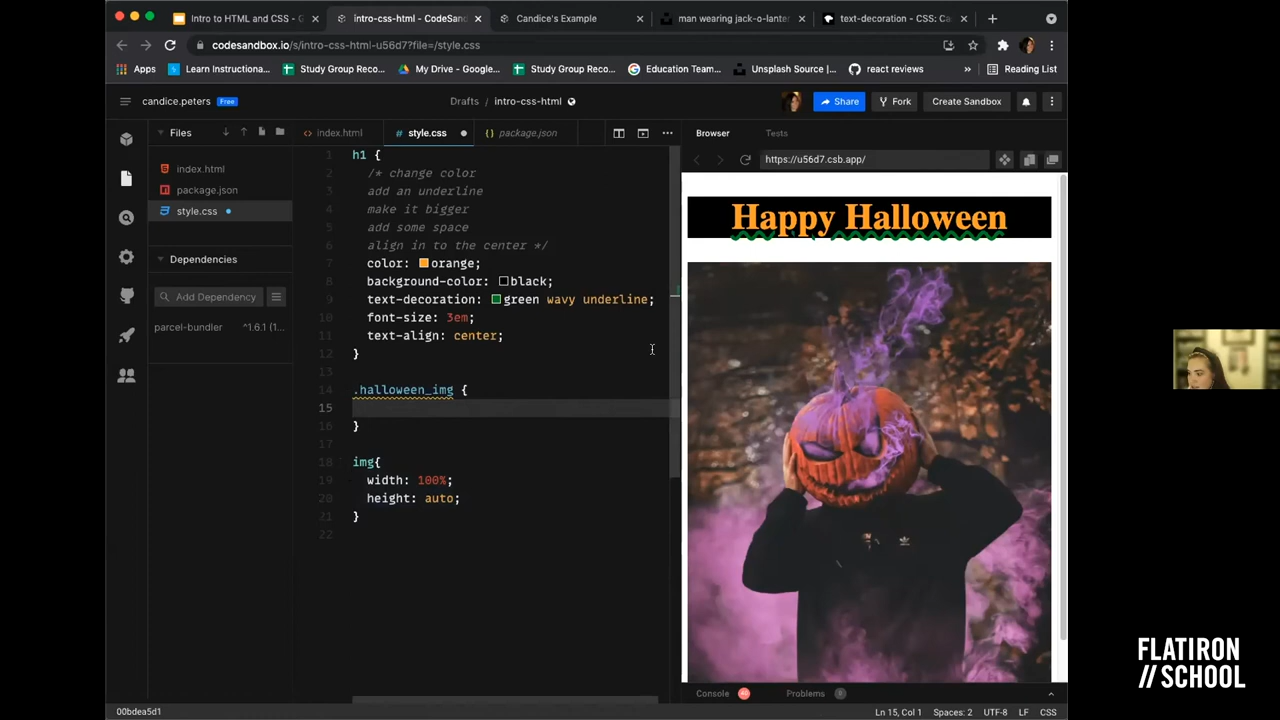 Intro to HTML and CSS - G
intro-css-html - CodeSand
Candice's Example
man wearing jack-o-lanter
text-decoration - CSS: Ca
codesandbox.io/s/intro-css-html-u56d7?file=/style.css
Apps
Learn Instructiona...
Study Group Reco...
My Drive - Google...
Study Group Reco...
Education Team...
Unsplash Source |...
react reviews
»
Reading List
candice.peters
Free
Drafts / intro-css-html
Share
Fork
Create Sandbox
Files
index.html
package.json
style.css
Dependencies
Add Dependency
parcel-bundler ^1.6.1 (1...
index.html
style.css
package.json
1 h1 {
2 /* change color
3 add an underline
4 make it bigger
5 add some space
6 align in to the center */
7 color: orange;
8 background-color: black;
9 text-decoration: green wavy underline;
10 font-size: 3em;
11 text-align: center;
12 }
13
14 .halloween_img {
15
16 }
17
18 img{
19 width: 100%;
20 height: auto;
21 }
22
Browser
Tests
https://u56d7.csb.app/
Happy Halloween
Console
Problems
0
00bdea5d1
Ln 15, Col 1
Spaces: 2
UTF-8
LF
CSS
FLATIRON
// SCHOOL